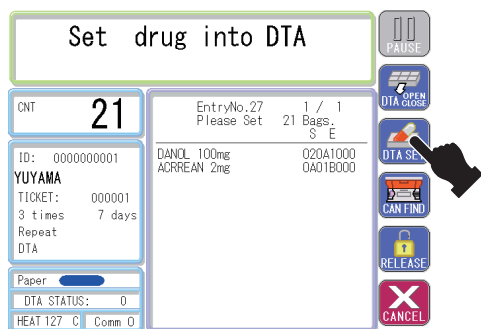 Set drug into DTA
PAUSE
DTA OPEN CLOSE
CNT 21
EntryNo.27 1 / 1
Please Set 21 Bags.
S E
DANOL 100mg 020A1000
ACRREAN 2mg 0A01B000
ID: 0000000001
YUYAMA
TICKET: 000001
3 times 7 days
Repeat
DTA
DTA SE
CAN FIND
RELEASE
Paper
DTA STATUS: 0
HEAT 127 C Comm 0
CANCEL